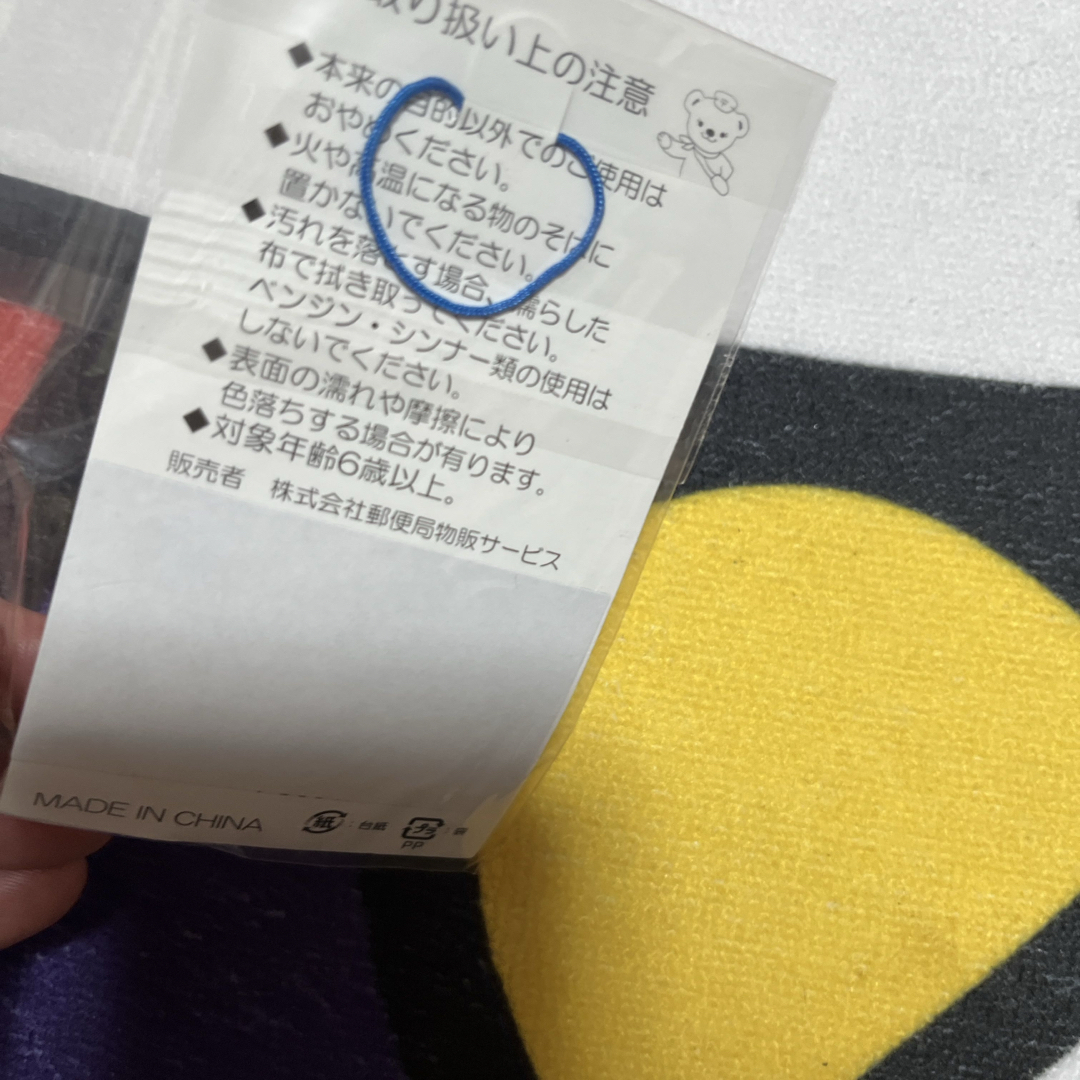 取り扱い上の注意
◆本来の目的以外でのご使用は
おやめください。
◆火や高温になる物のそばに
置かないでください。
◆汚れを落とす場合、濡らした
布で拭き取ってください。
ベンジン・シンナー類の使用は
しないでください。
◆表面の濡れや摩擦により
色落ちする場合が有ります。
◆対象年齢6歳以上。
販売者 株式会社郵便局物販サービス
MADE IN CHINA
紙：台紙
プラ：袋
PP